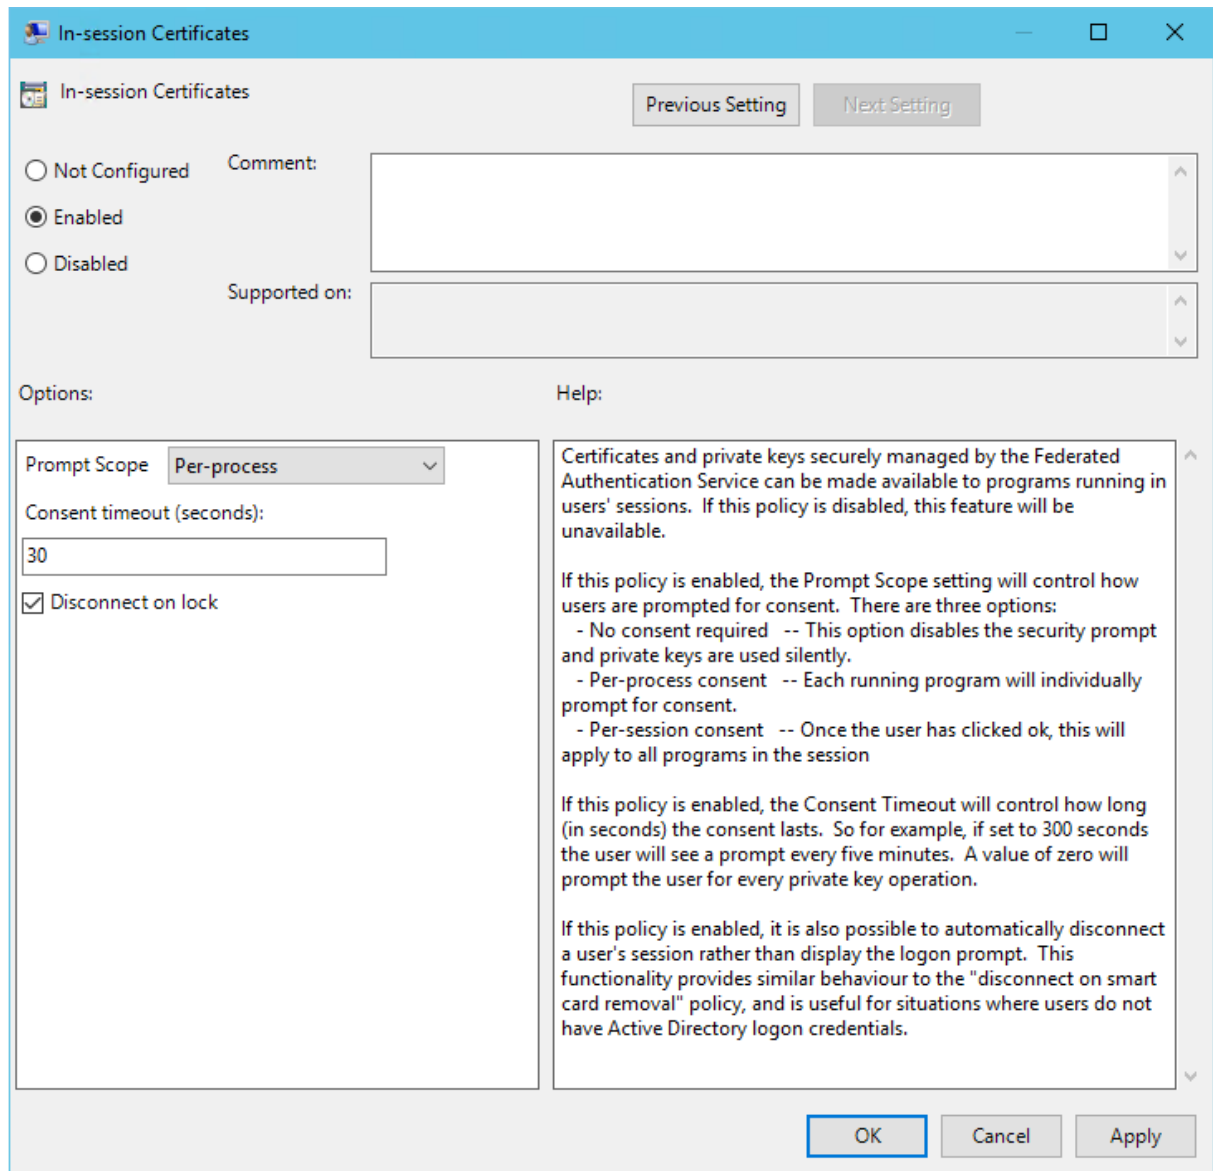 In-session Certificates
In-session Certificates
Previous Setting
Next Setting
Not Configured
Comment:
Enabled
Disabled
Supported on:
Options:
Help:
Prompt Scope
Per-process
Consent timeout (seconds):
30
Disconnect on lock
Certificates and private keys securely managed by the Federated
Authentication Service can be made available to programs running in
users' sessions.  If this policy is disabled, this feature will be
unavailable.
If this policy is enabled, the Prompt Scope setting will control how
users are prompted for consent.  There are three options:
- No consent required   -- This option disables the security prompt
and private keys are used silently.
- Per-process consent   -- Each running program will individually
prompt for consent.
- Per-session consent   -- Once the user has clicked ok, this will
apply to all programs in the session
If this policy is enabled, the Consent Timeout will control how long
(in seconds) the consent lasts.  So for example, if set to 300 seconds
the user will see a prompt every five minutes.  A value of zero will
prompt the user for every private key operation.
If this policy is enabled, it is also possible to automatically disconnect
a user's session rather than display the logon prompt.  This
functionality provides similar behaviour to the "disconnect on smart
card removal" policy, and is useful for situations where users do not
have Active Directory logon credentials.
OK
Cancel
Apply